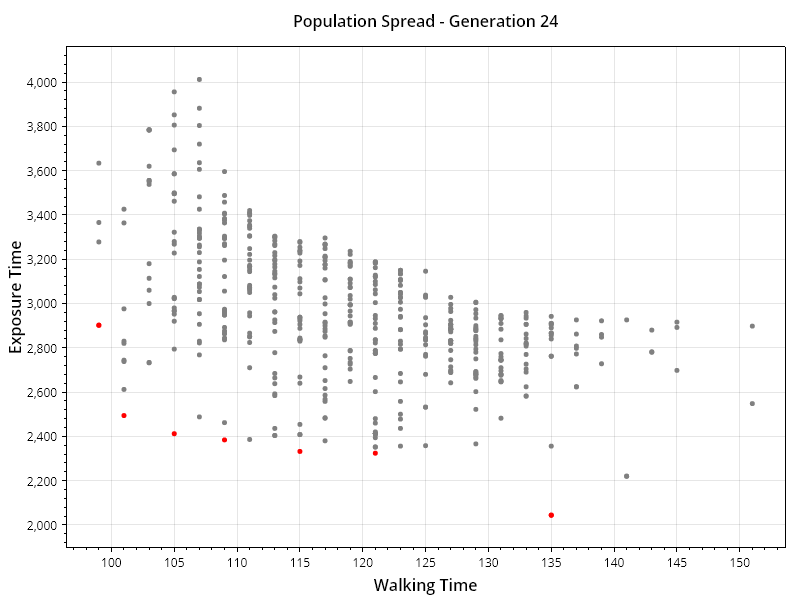 Population Spread - Generation 24
Exposure Time
4,000
3,800
3,600
3,400
3,200
3,000
2,800
2,600
2,400
2,200
2,000
100 105 110 115 120 125 130 135 140 145 150
Walking Time